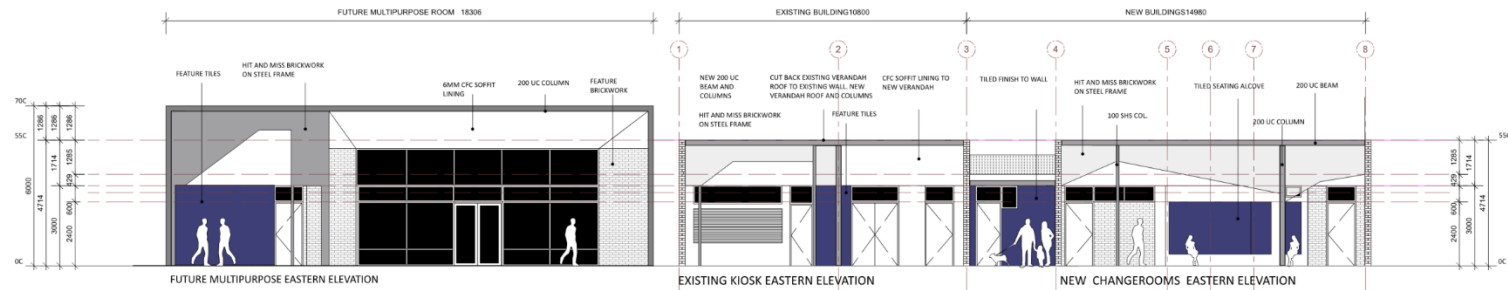 FUTURE MULTIPURPOSE ROOM 18306
EXISTING BUILDING10800
NEW BUILDINGS14980
1
2
3
4
5
6
7
8
FEATURE TILES
HIT AND MISS BRICKWORK
ON STEEL FRAME
6MM CFC SOFFIT
LINING
200 UC COLUMN
FEATURE
BRICKWORK
NEW 200 UC
BEAM AND
COLUMNS
CUT BACK EXISTING VERANDAH
ROOF TO EXISTING WALL. NEW
VERANDAH ROOF AND COLUMNS
CFC SOFFIT LINING TO
NEW VERANDAH
TILED FINISH TO WALL
HIT AND MISS BRICKWORK
ON STEEL FRAME
TILED SEATING ALCOVE
200 UC BEAM
HIT AND MISS BRICKWORK
ON STEEL FRAME
FEATURE TILES
100 SHS COL.
200 UC COLUMN
70C
55C
0C
6000
1286
4714
1286
1714
3000
1286
1285
429
600
2400
55C
0C
1285
429
600
2400
1714
3000
4714
FUTURE MULTIPURPOSE EASTERN ELEVATION
EXISTING KIOSK EASTERN ELEVATION
NEW CHANGEROOMS EASTERN ELEVATION